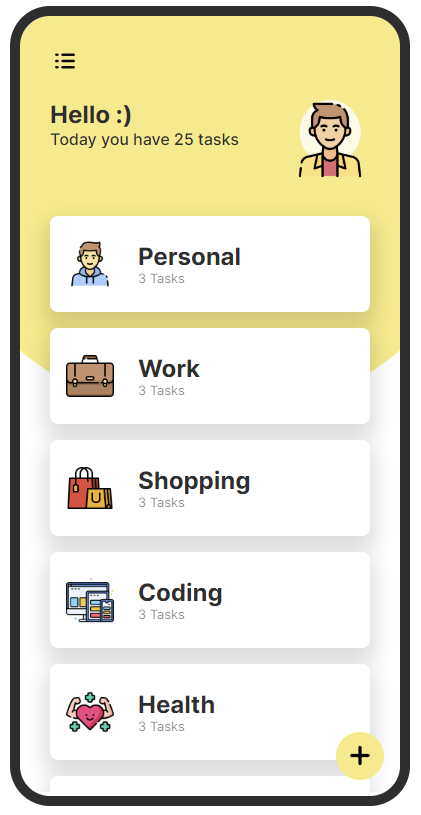 Hello :)
Today you have 25 tasks
Personal
3 Tasks
Work
3 Tasks
Shopping
3 Tasks
Coding
3 Tasks
Health
3 Tasks